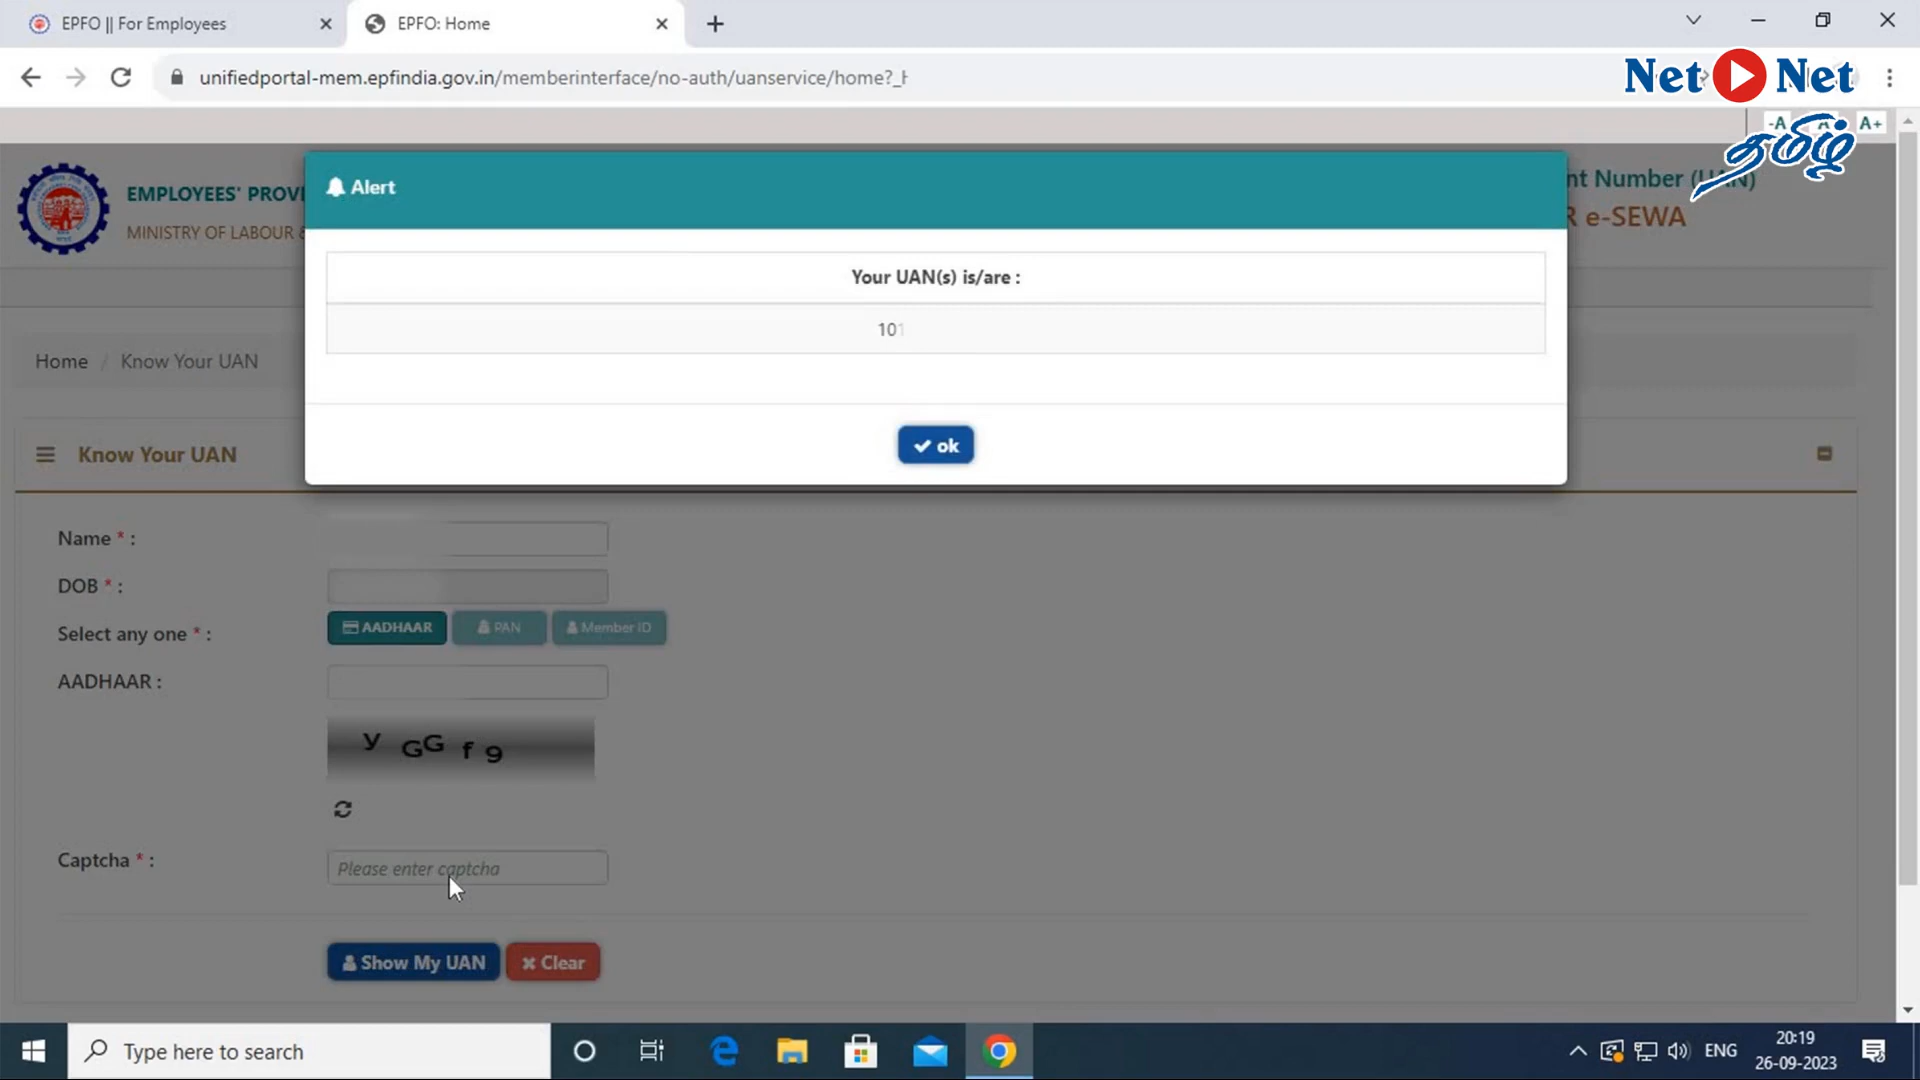 EPFO || For Employees
EPFO: Home
unifiedportal-mem.epfindia.gov.in/memberinterface/no-auth/uanservice/home?_
Net Net
தமிழ்
-A A A+
EMPLOYEES' PROVI
MINISTRY OF LABOUR &
nt Number (UAN)
R e-SEWA
Alert
Your UAN(s) is/are :
101
ok
Home / Know Your UAN
Know Your UAN
Name * :
DOB * :
Select any one * :
AADHAAR PAN Member ID
AADHAAR :
y GG f 9
Captcha * :
Please enter captcha
Show My UAN Clear
Type here to search
ENG
20:19
26-09-2023